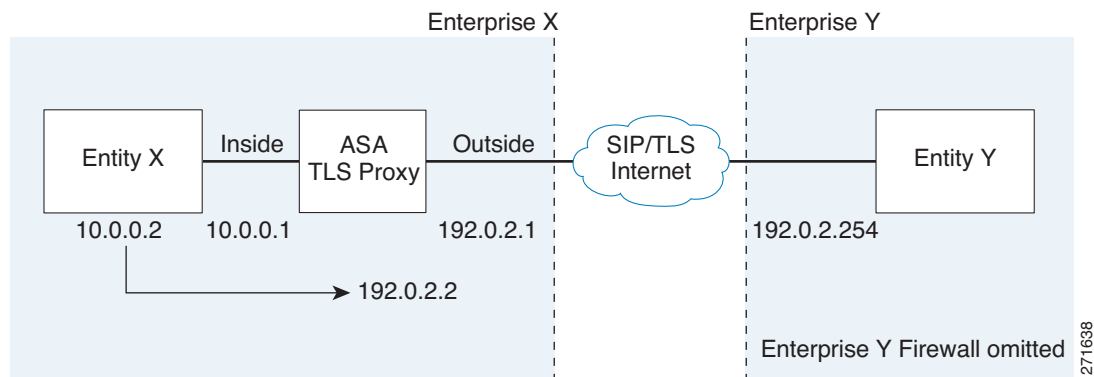 Enterprise X
Enterprise Y
Entity X
Inside
ASA
TLS Proxy
Outside
SIP/TLS
Internet
Entity Y
10.0.0.2
10.0.0.1
192.0.2.1
192.0.2.254
192.0.2.2
Enterprise Y Firewall omitted
271638